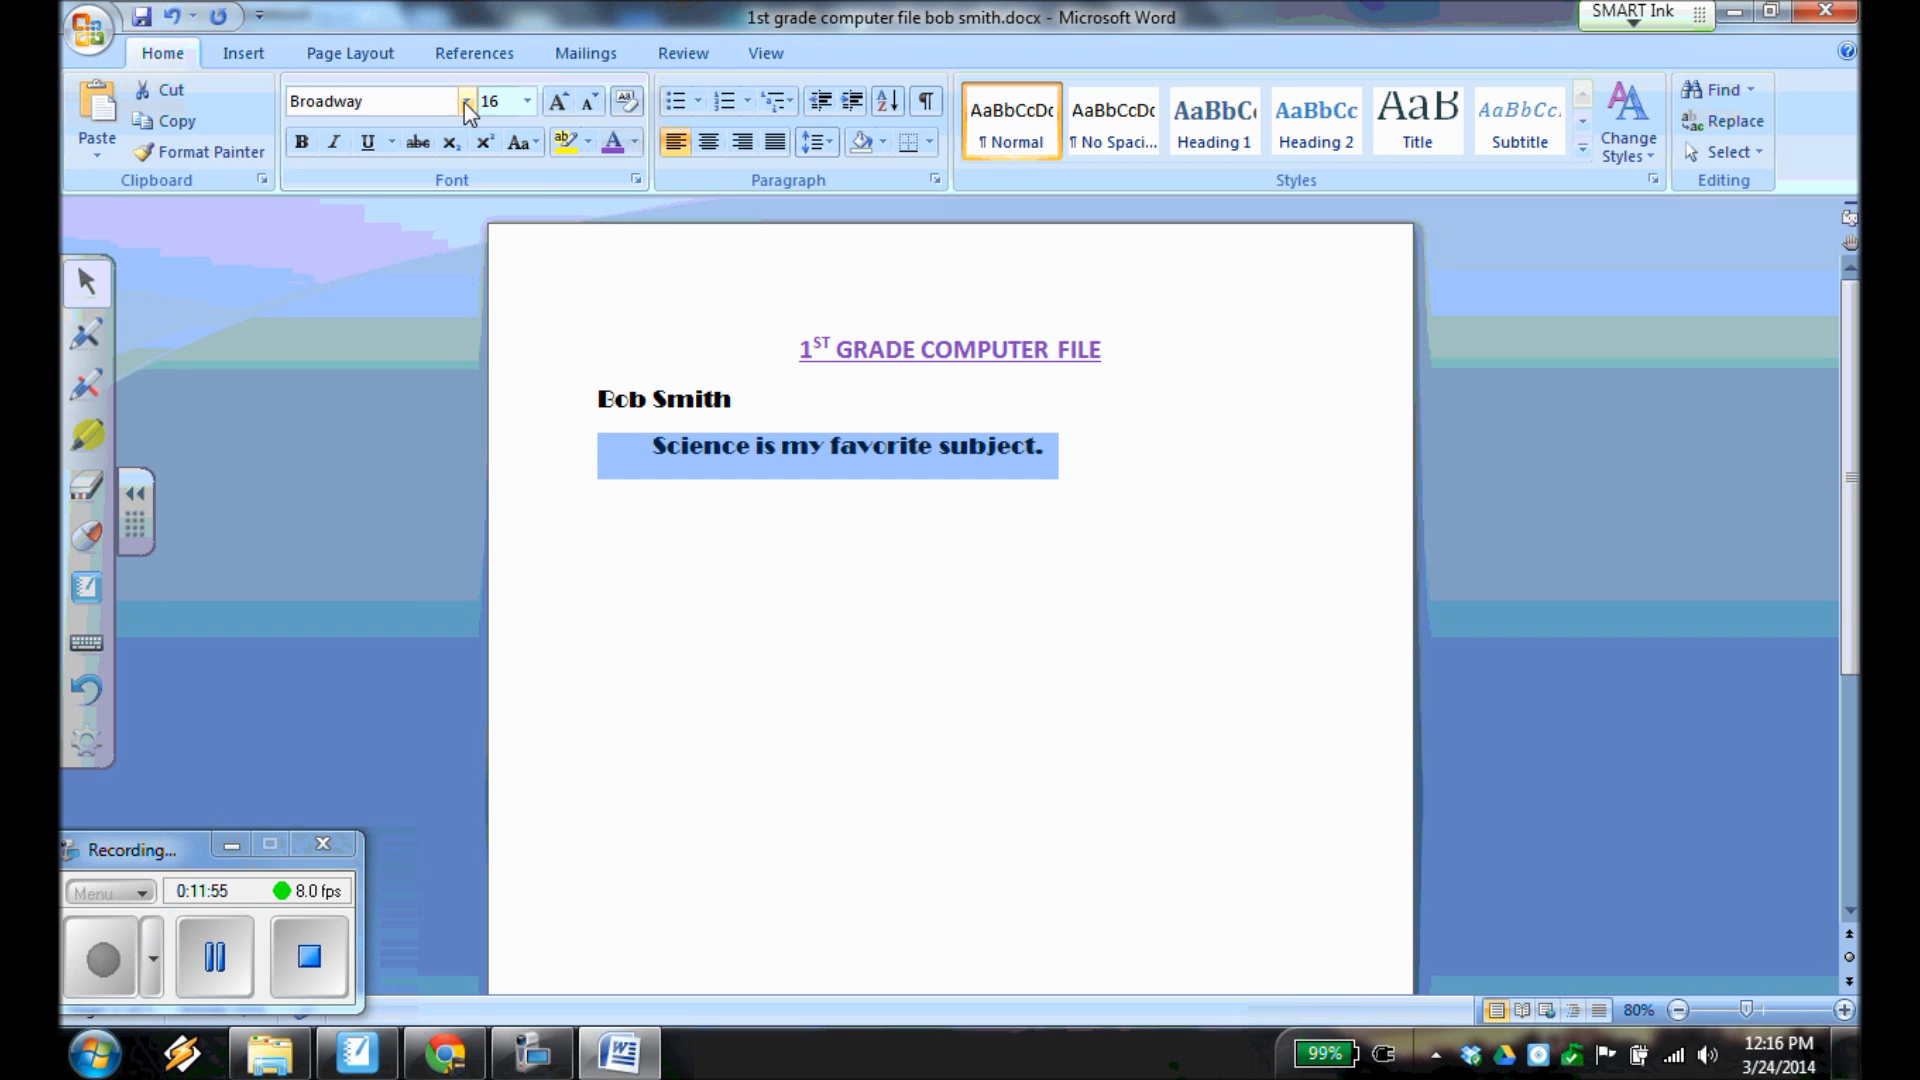 1st grade computer file bob smith.docx - Microsoft Word
SMART Ink
Home Insert Page Layout References Mailings Review View
Paste
Cut
Copy
Format Painter
Clipboard
Broadway 16
Font
Paragraph
AaBbCcDc AaBbCcDc AaBbC AaBbCc AaB AaBbCc.
¶ Normal ¶ No Spaci... Heading 1 Heading 2 Title Subtitle
Change Styles
Styles
Find
Replace
Select
Editing
1ST GRADE COMPUTER FILE
Bob Smith
Science is my favorite subject.
Recording...
Menu 0:11:55 8.0 fps
80%
99%
12:16 PM
3/24/2014